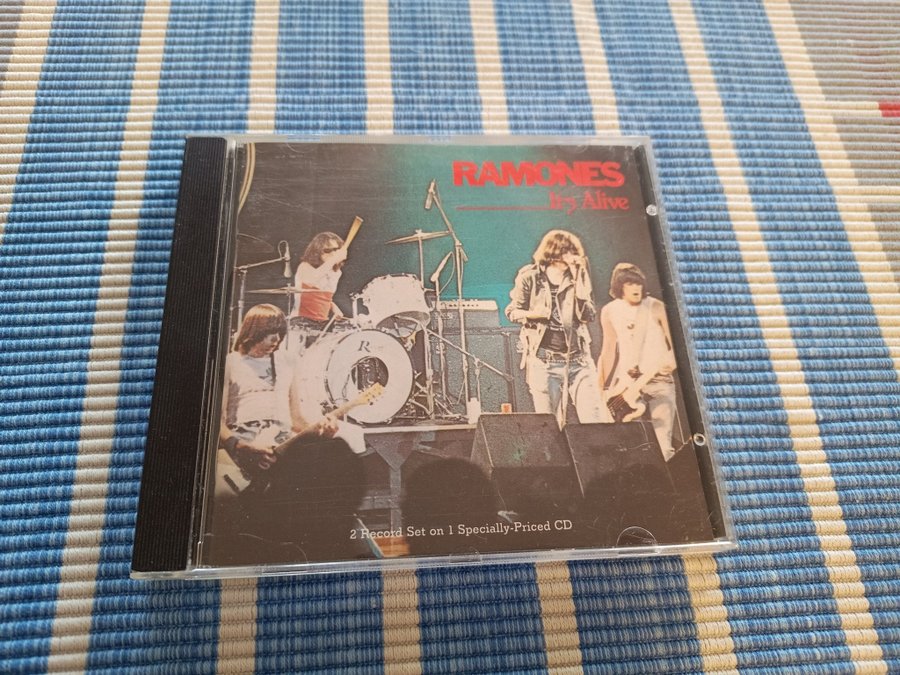 RAMONES
It's Alive
R
2 Record Set on 1 Specially-Priced CD